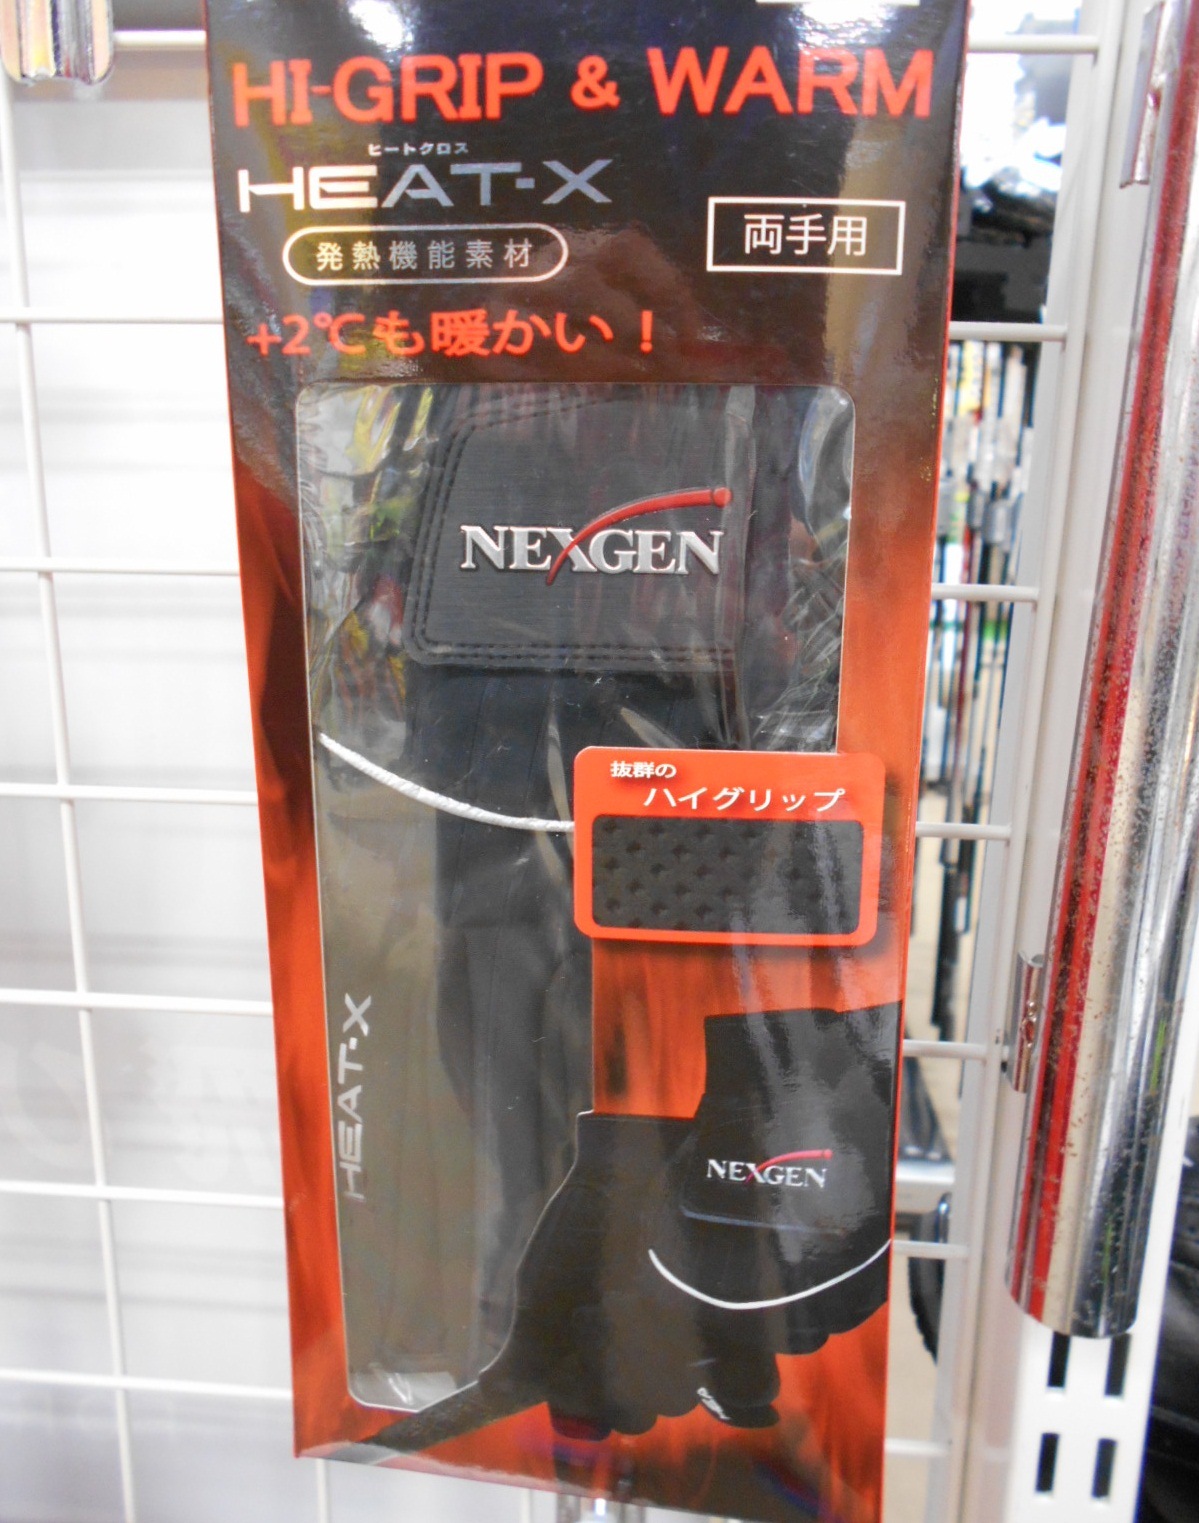 HI-GRIP & WARM
ヒートクロス
HEAT-X
発熱機能素材
両手用
+2℃も暖かい！
NEXGEN
抜群の
ハイグリップ
HEAT-X
NEXGEN